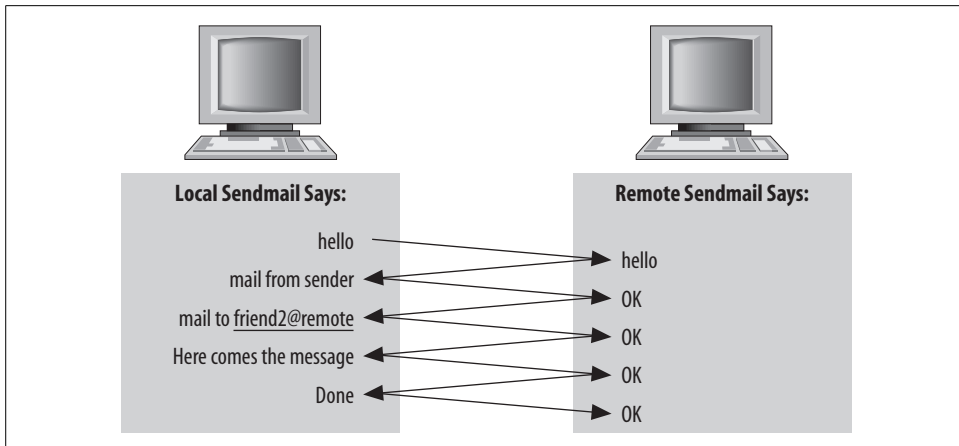 Local Sendmail Says:
hello
mail from sender
mail to friend2@remote
Here comes the message
Done
Remote Sendmail Says:
hello
OK
OK
OK
OK